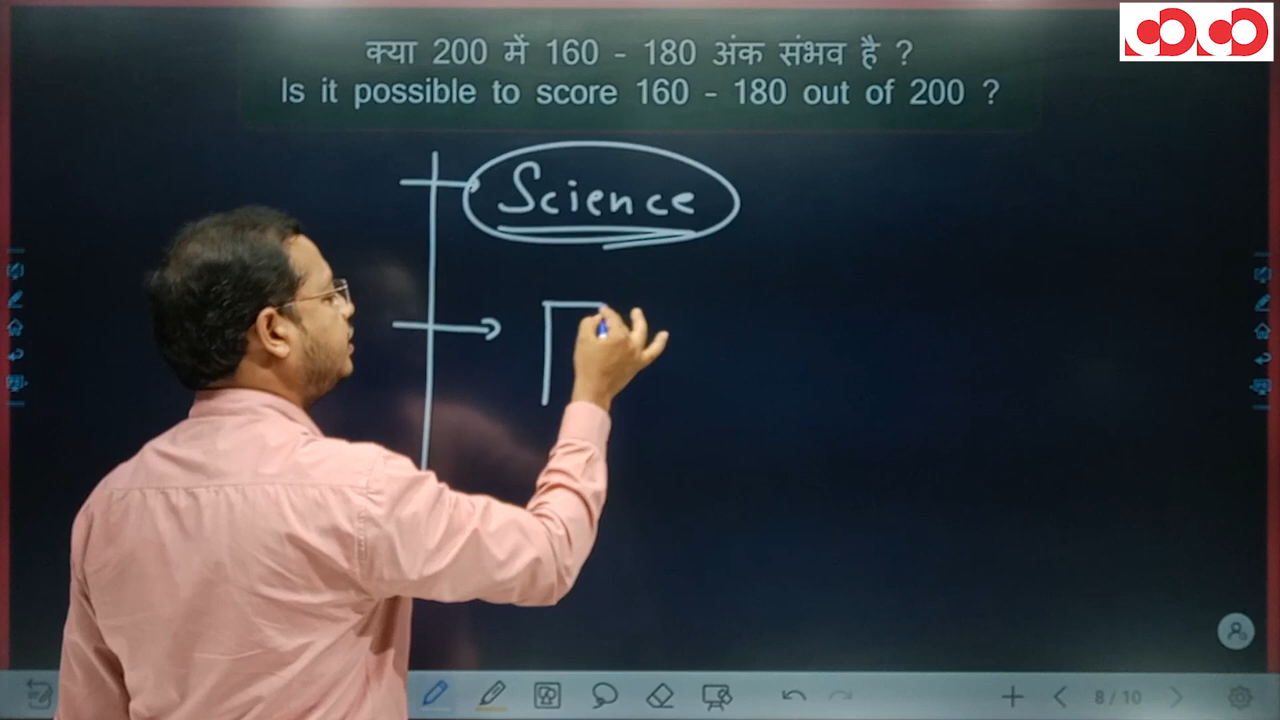 क्या 200 में 160 - 180 अंक संभव है ?
Is it possible to score 160 - 180 out of 200 ?
Science
8 / 10